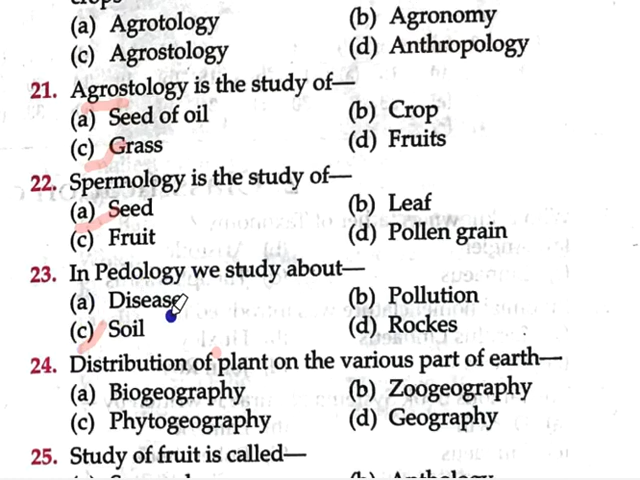 crops
(a) Agrotology (b) Agronomy
(c) Agrostology (d) Anthropology
21. Agrostology is the study of—
(a) Seed of oil (b) Crop
(c) Grass (d) Fruits
22. Spermology is the study of—
(a) Seed (b) Leaf
(c) Fruit (d) Pollen grain
23. In Pedology we study about—
(a) Disease (b) Pollution
(c) Soil (d) Rockes
24. Distribution of plant on the various part of earth—
(a) Biogeography (b) Zoogeography
(c) Phytogeography (d) Geography
25. Study of fruit is called—